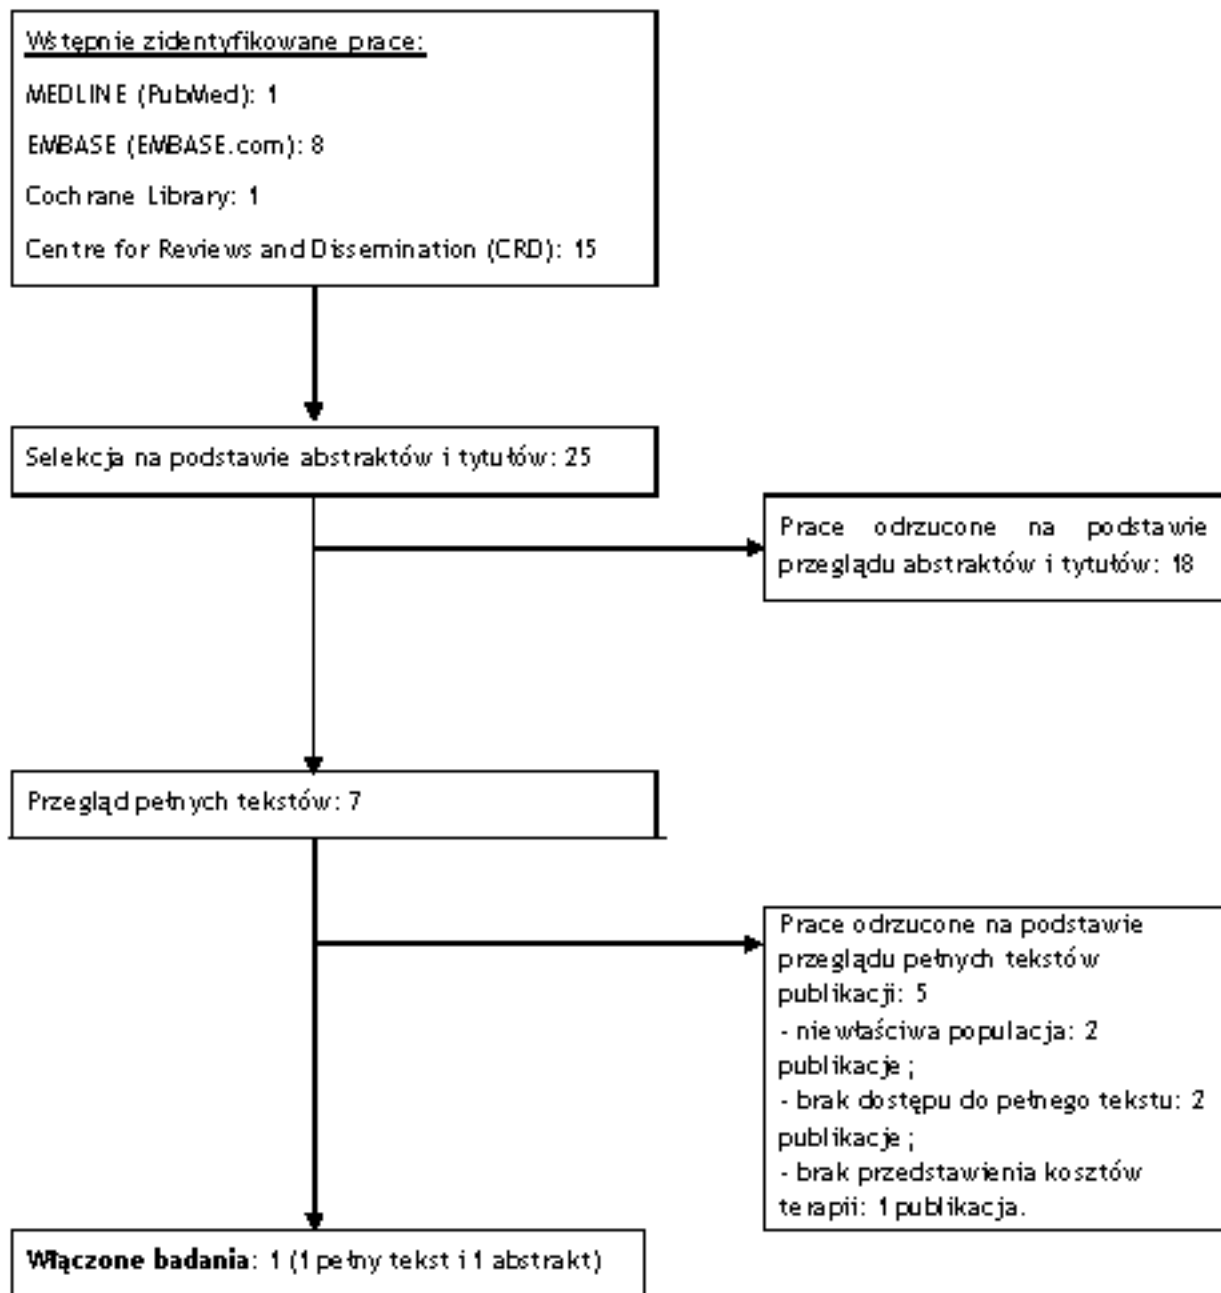 Wstępnie zidentyfikowane prace:
MEDLINE (PubMed): 1
EMBASE (EMBASE.com): 8
Cochrane Library: 1
Centre for Reviews and Dissemination (CRD): 15
Selekcja na podstawie abstraktów i tytułów: 25
Prace odrzucone na podstawie
przeglądu abstraktów i tytułów: 18
Przegląd pełnych tekstów: 7
Prace odrzucone na podstawie
przeglądu pełnych tekstów
publikacji: 5
- niewłaściwa populacja: 2
publikacje;
- brak dostępu do pełnego tekstu: 2
publikacje;
- brak przedstawienia kosztów
terapii: 1 publikacja.
Włączone badania: 1 (1 pełny tekst i 1 abstrakt)